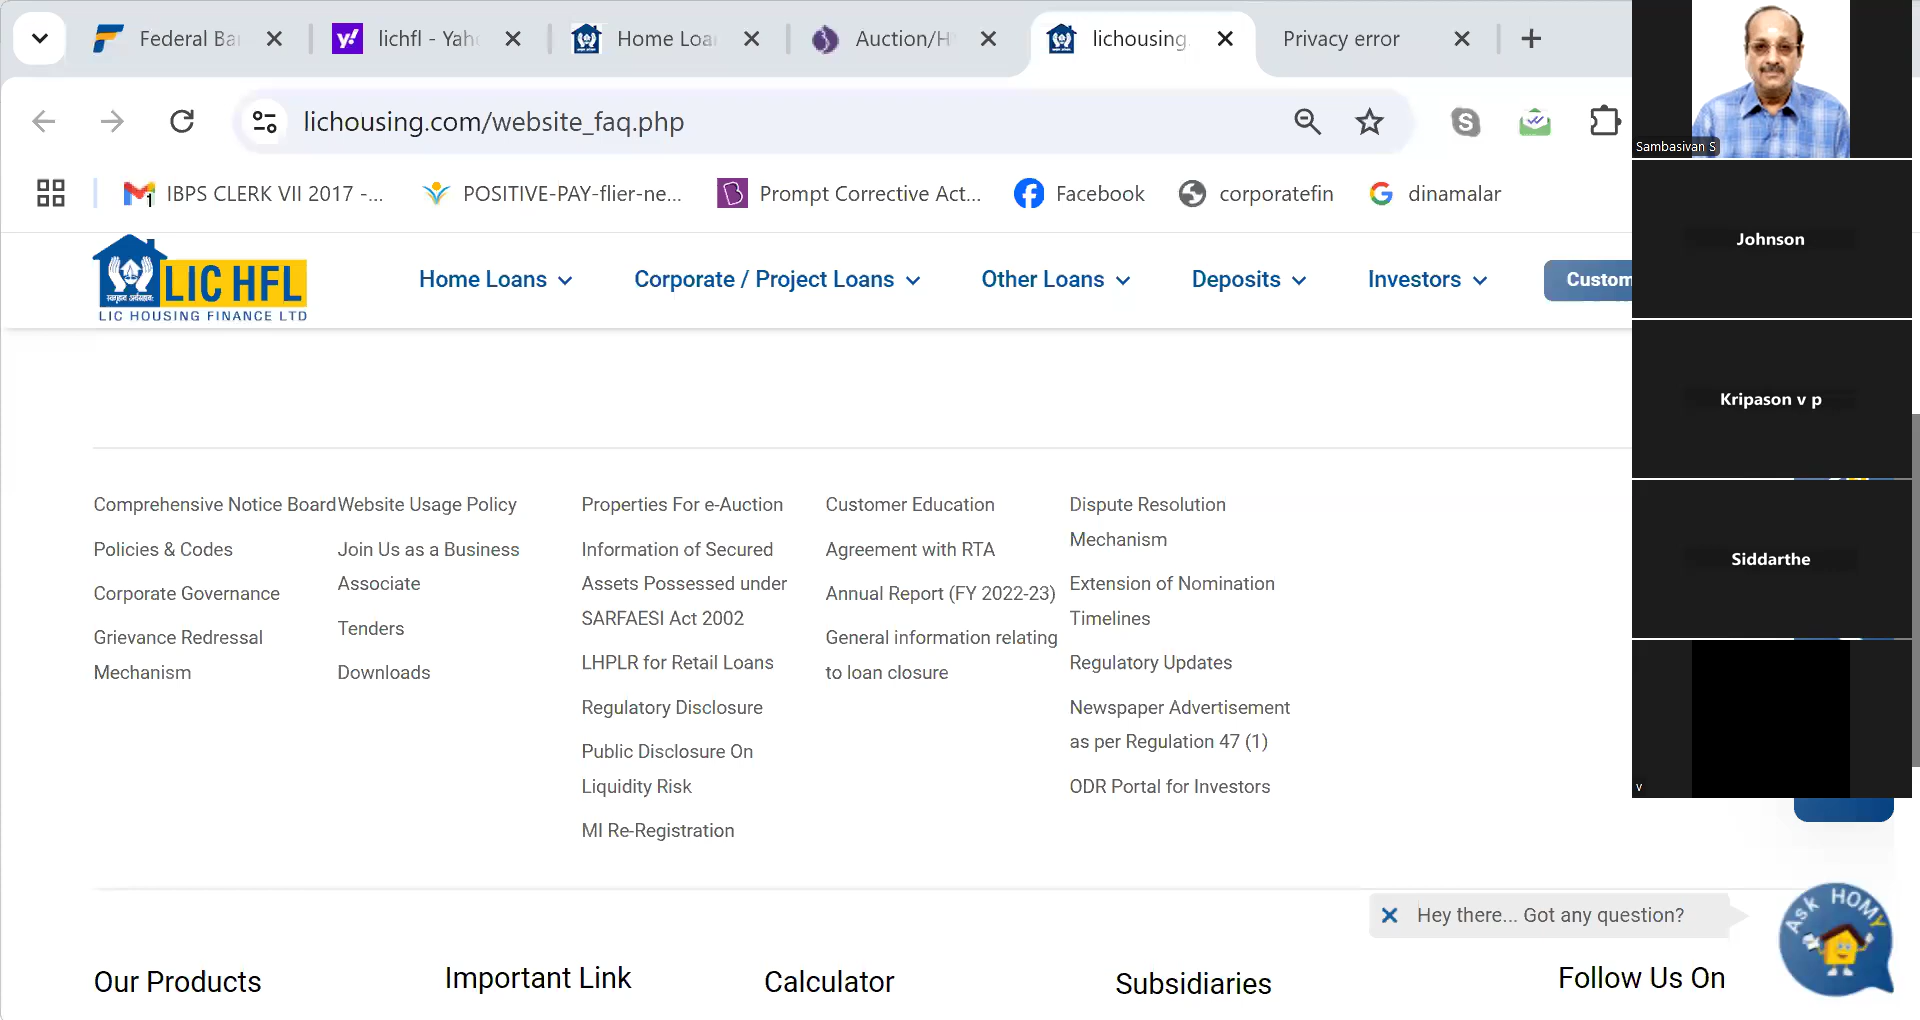 Federal Ba
lichfl - Yah
Home Loa
Auction/H
lichousing.
Privacy error
lichousing.com/website_faq.php
IBPS CLERK VII 2017 -...
POSITIVE-PAY-flier-ne...
Prompt Corrective Act...
Facebook
corporatefin
dinamalar
LIC HFL
LIC HOUSING FINANCE LTD
Home Loans
Corporate / Project Loans
Other Loans
Deposits
Investors
Custom
Comprehensive Notice Board
Policies & Codes
Corporate Governance
Grievance Redressal
Mechanism
Website Usage Policy
Join Us as a Business
Associate
Tenders
Downloads
Properties For e-Auction
Information of Secured
Assets Possessed under
SARFAESI Act 2002
LHPLR for Retail Loans
Regulatory Disclosure
Public Disclosure On
Liquidity Risk
MI Re-Registration
Customer Education
Agreement with RTA
Annual Report (FY 2022-23)
General information relating
to loan closure
Dispute Resolution
Mechanism
Extension of Nomination
Timelines
Regulatory Updates
Newspaper Advertisement
as per Regulation 47 (1)
ODR Portal for Investors
Hey there... Got any question?
Ask HOMY
Our Products
Important Link
Calculator
Subsidiaries
Follow Us On
Sambasivan S
Johnson
Kripason v p
Siddarthe
v